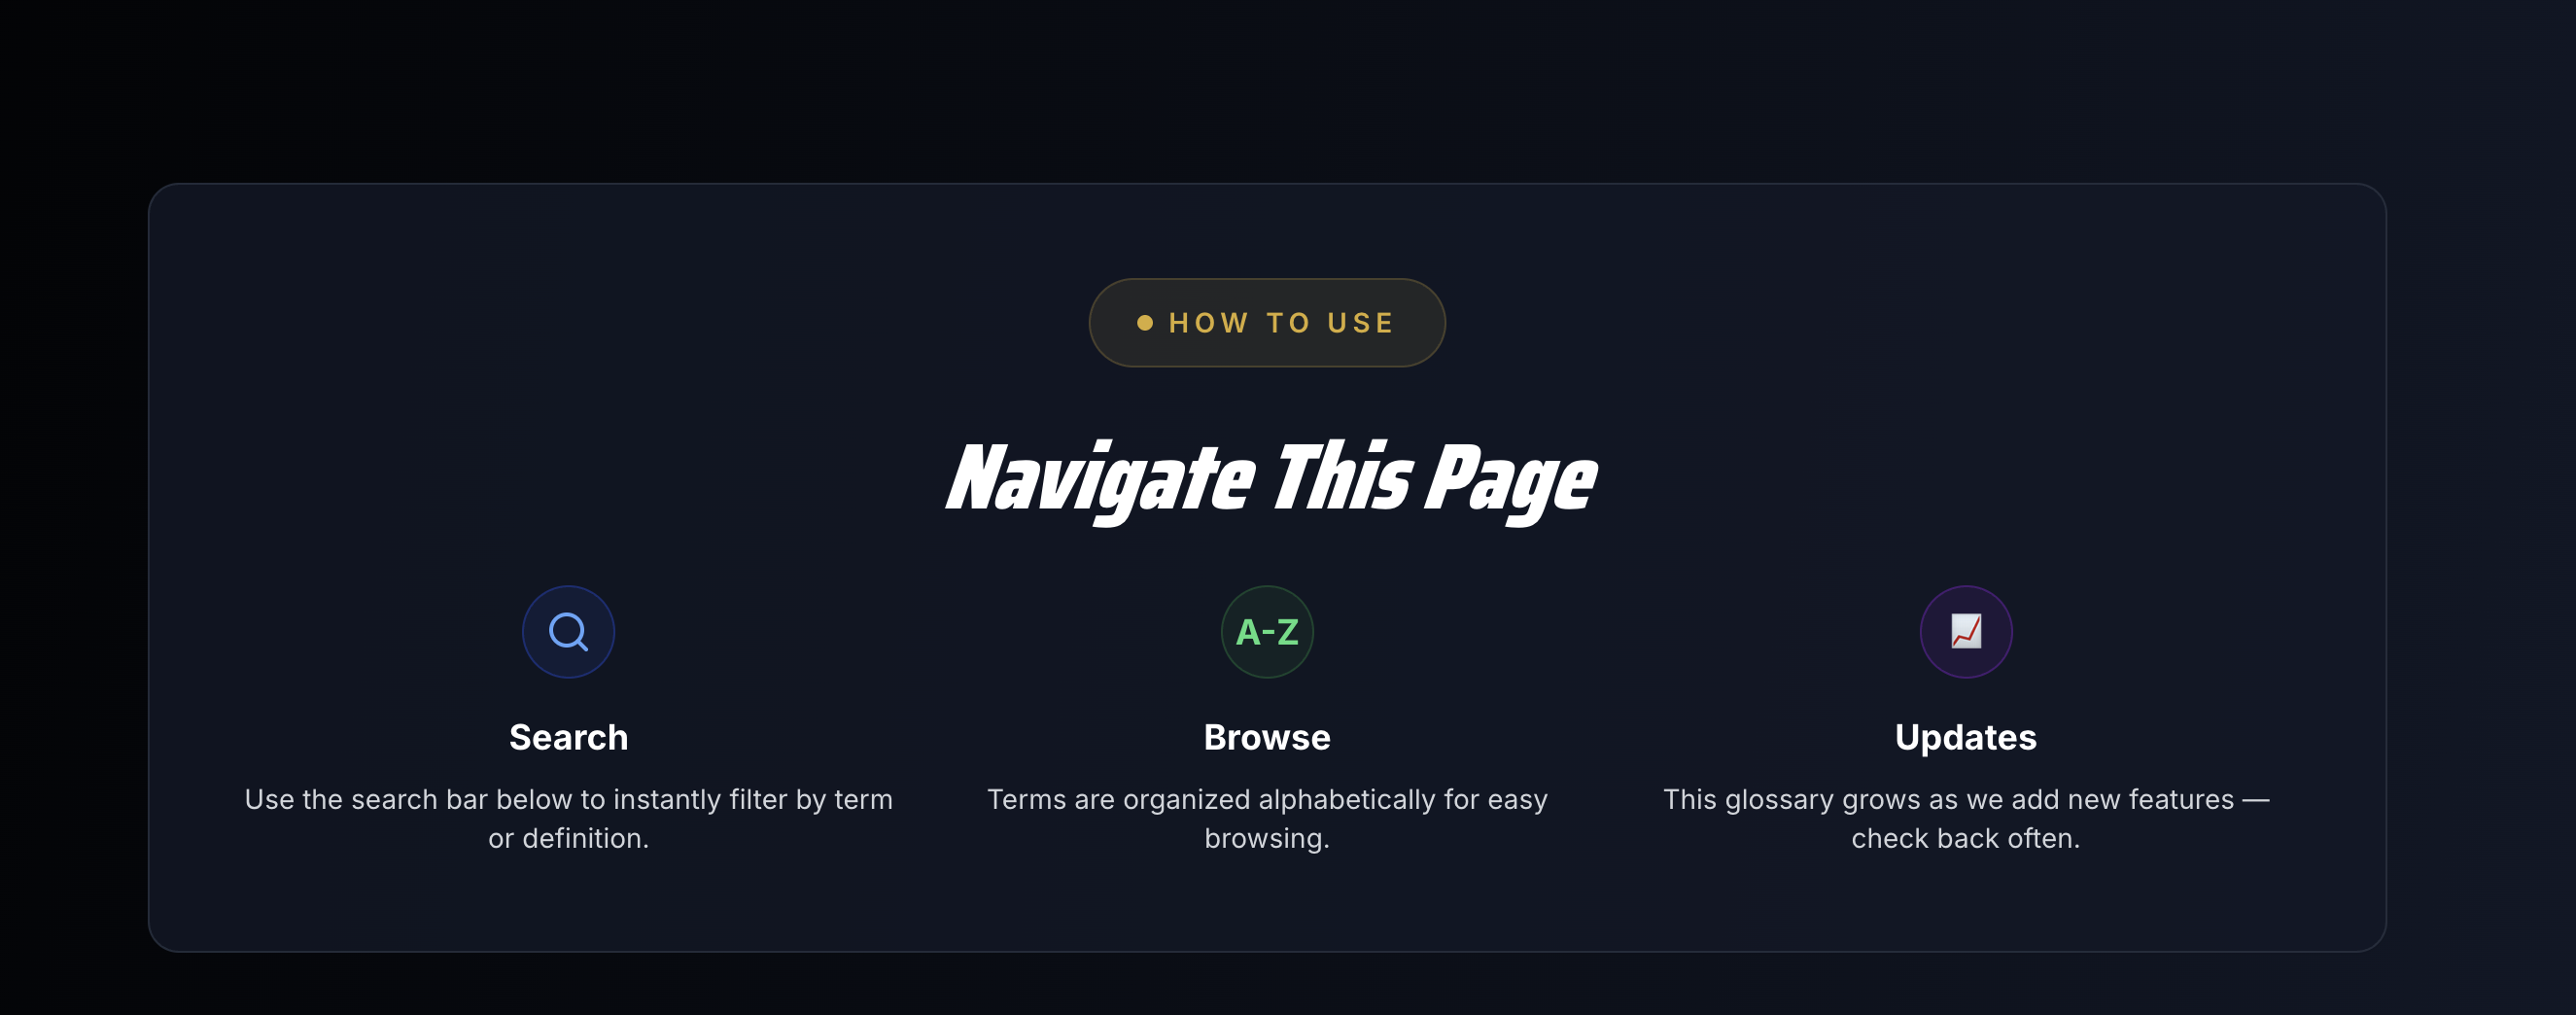 HOW TO USE
Navigate This Page
A-Z
Search
Use the search bar below to instantly filter by term
or definition.
Browse
Terms are organized alphabetically for easy
browsing.
Updates
This glossary grows as we add new features —
check back often.